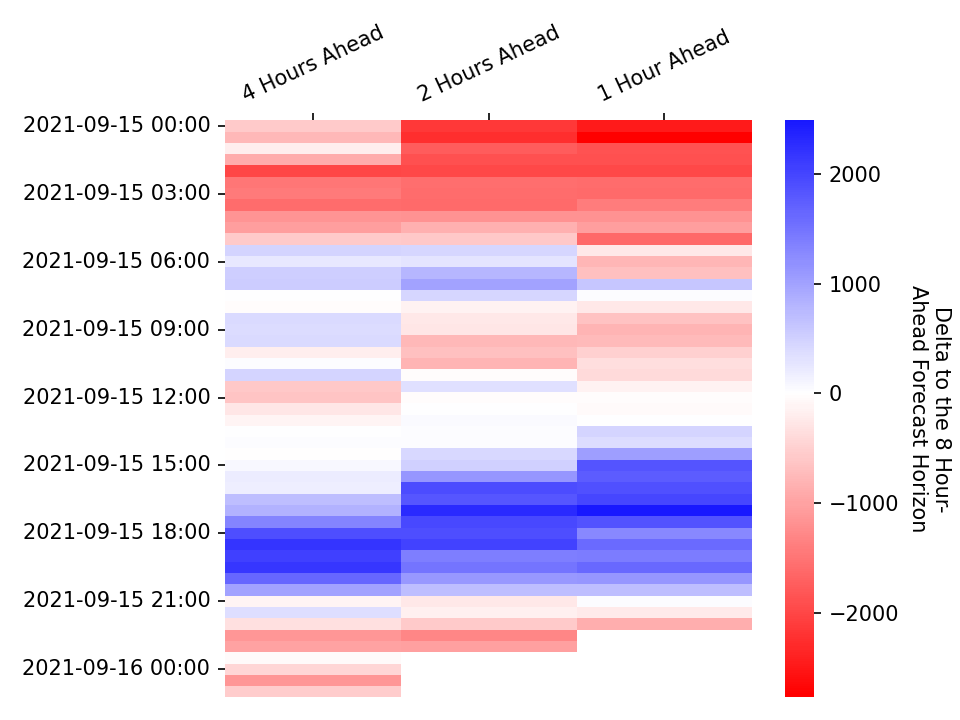 4 Hours Ahead
2 Hours Ahead
1 Hour Ahead
2021-09-15 00:00
2021-09-15 03:00
2021-09-15 06:00
2021-09-15 09:00
2021-09-15 12:00
2021-09-15 15:00
2021-09-15 18:00
2021-09-15 21:00
2021-09-16 00:00
2000
1000
0
−1000
−2000
Delta to the 8 Hour-
Ahead Forecast Horizon